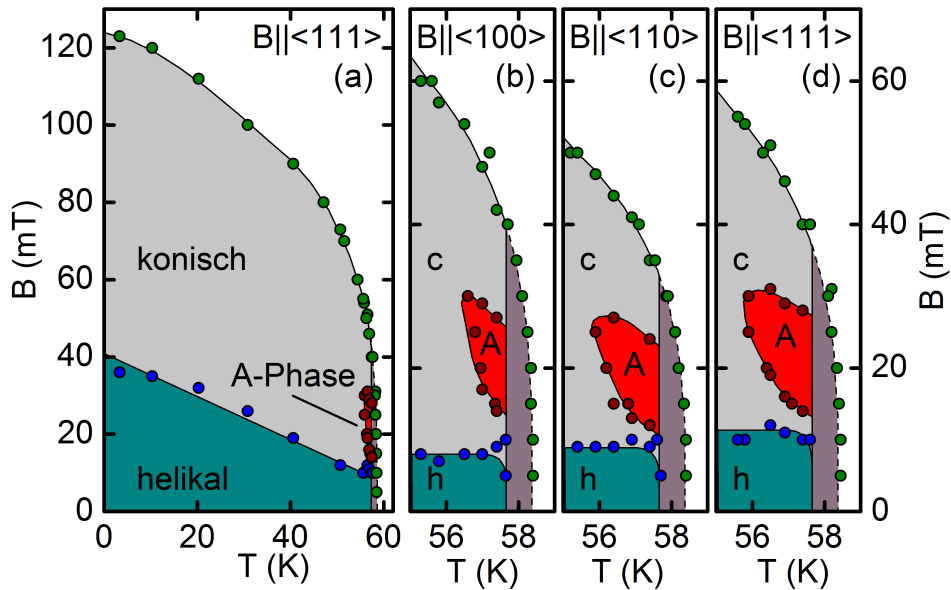 B||<111>
(a)
B||<100>
(b)
B||<110>
(c)
B||<111>
(d)
120
100
80
60
40
20
0
B (mT)
konisch
A-Phase
helikal
c
A
h
c
A
h
c
A
h
60
40
20
0
B (mT)
0
20
40
60
56
58
56
58
56
58
T (K)
T (K)
T (K)
T (K)